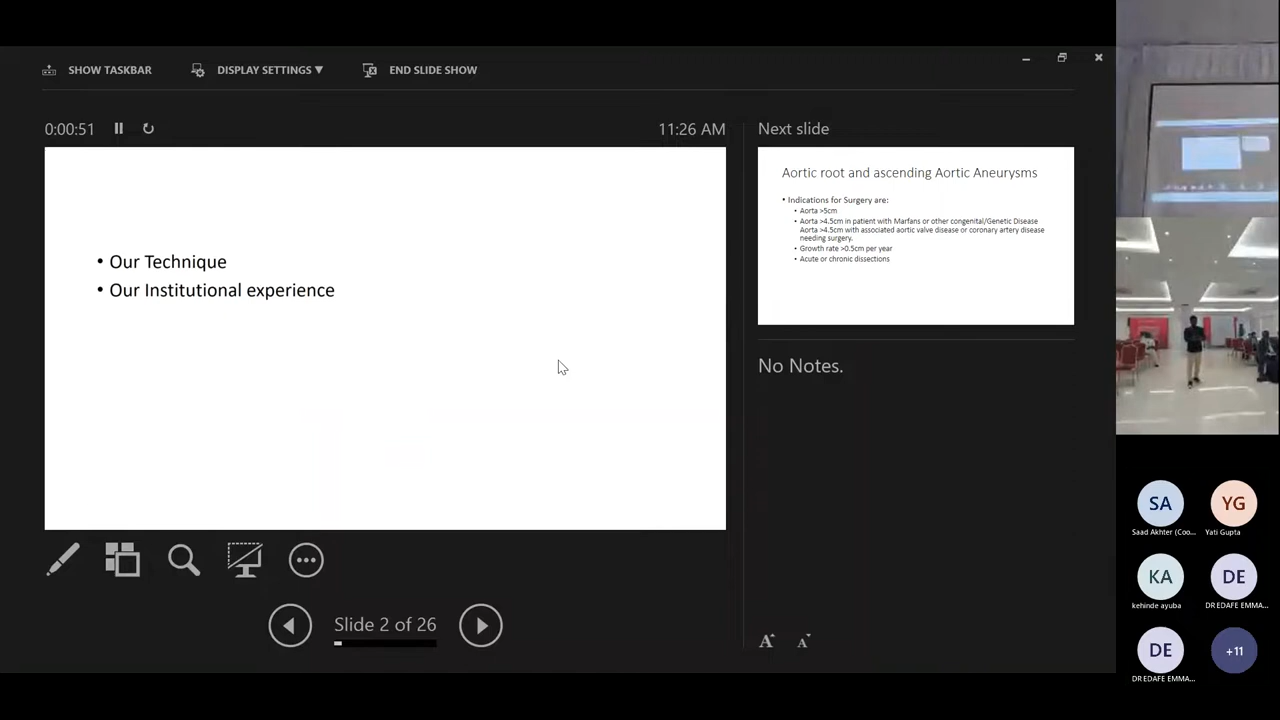 SHOW TASKBAR
DISPLAY SETTINGS ▼
END SLIDE SHOW
0:00:51
11:26 AM
• Our Technique
• Our Institutional experience
Slide 2 of 26
Next slide
Aortic root and ascending Aortic Aneurysms
• Indications for Surgery are:
• Aorta >5cm
• Aorta >4.5cm in patient with Marfans or other congenital/Genetic Disease
Aorta >4.5cm with associated aortic valve disease or coronary artery disease
needing surgery.
• Growth rate >0.5cm per year
• Acute or chronic dissections
No Notes.
A A
SA
Saad Akhter (Coo...
YG
Yati Gupta
KA
kehinde ayuba
DE
DR EDAFE EMMA...
DE
DR EDAFE EMMA...
+11